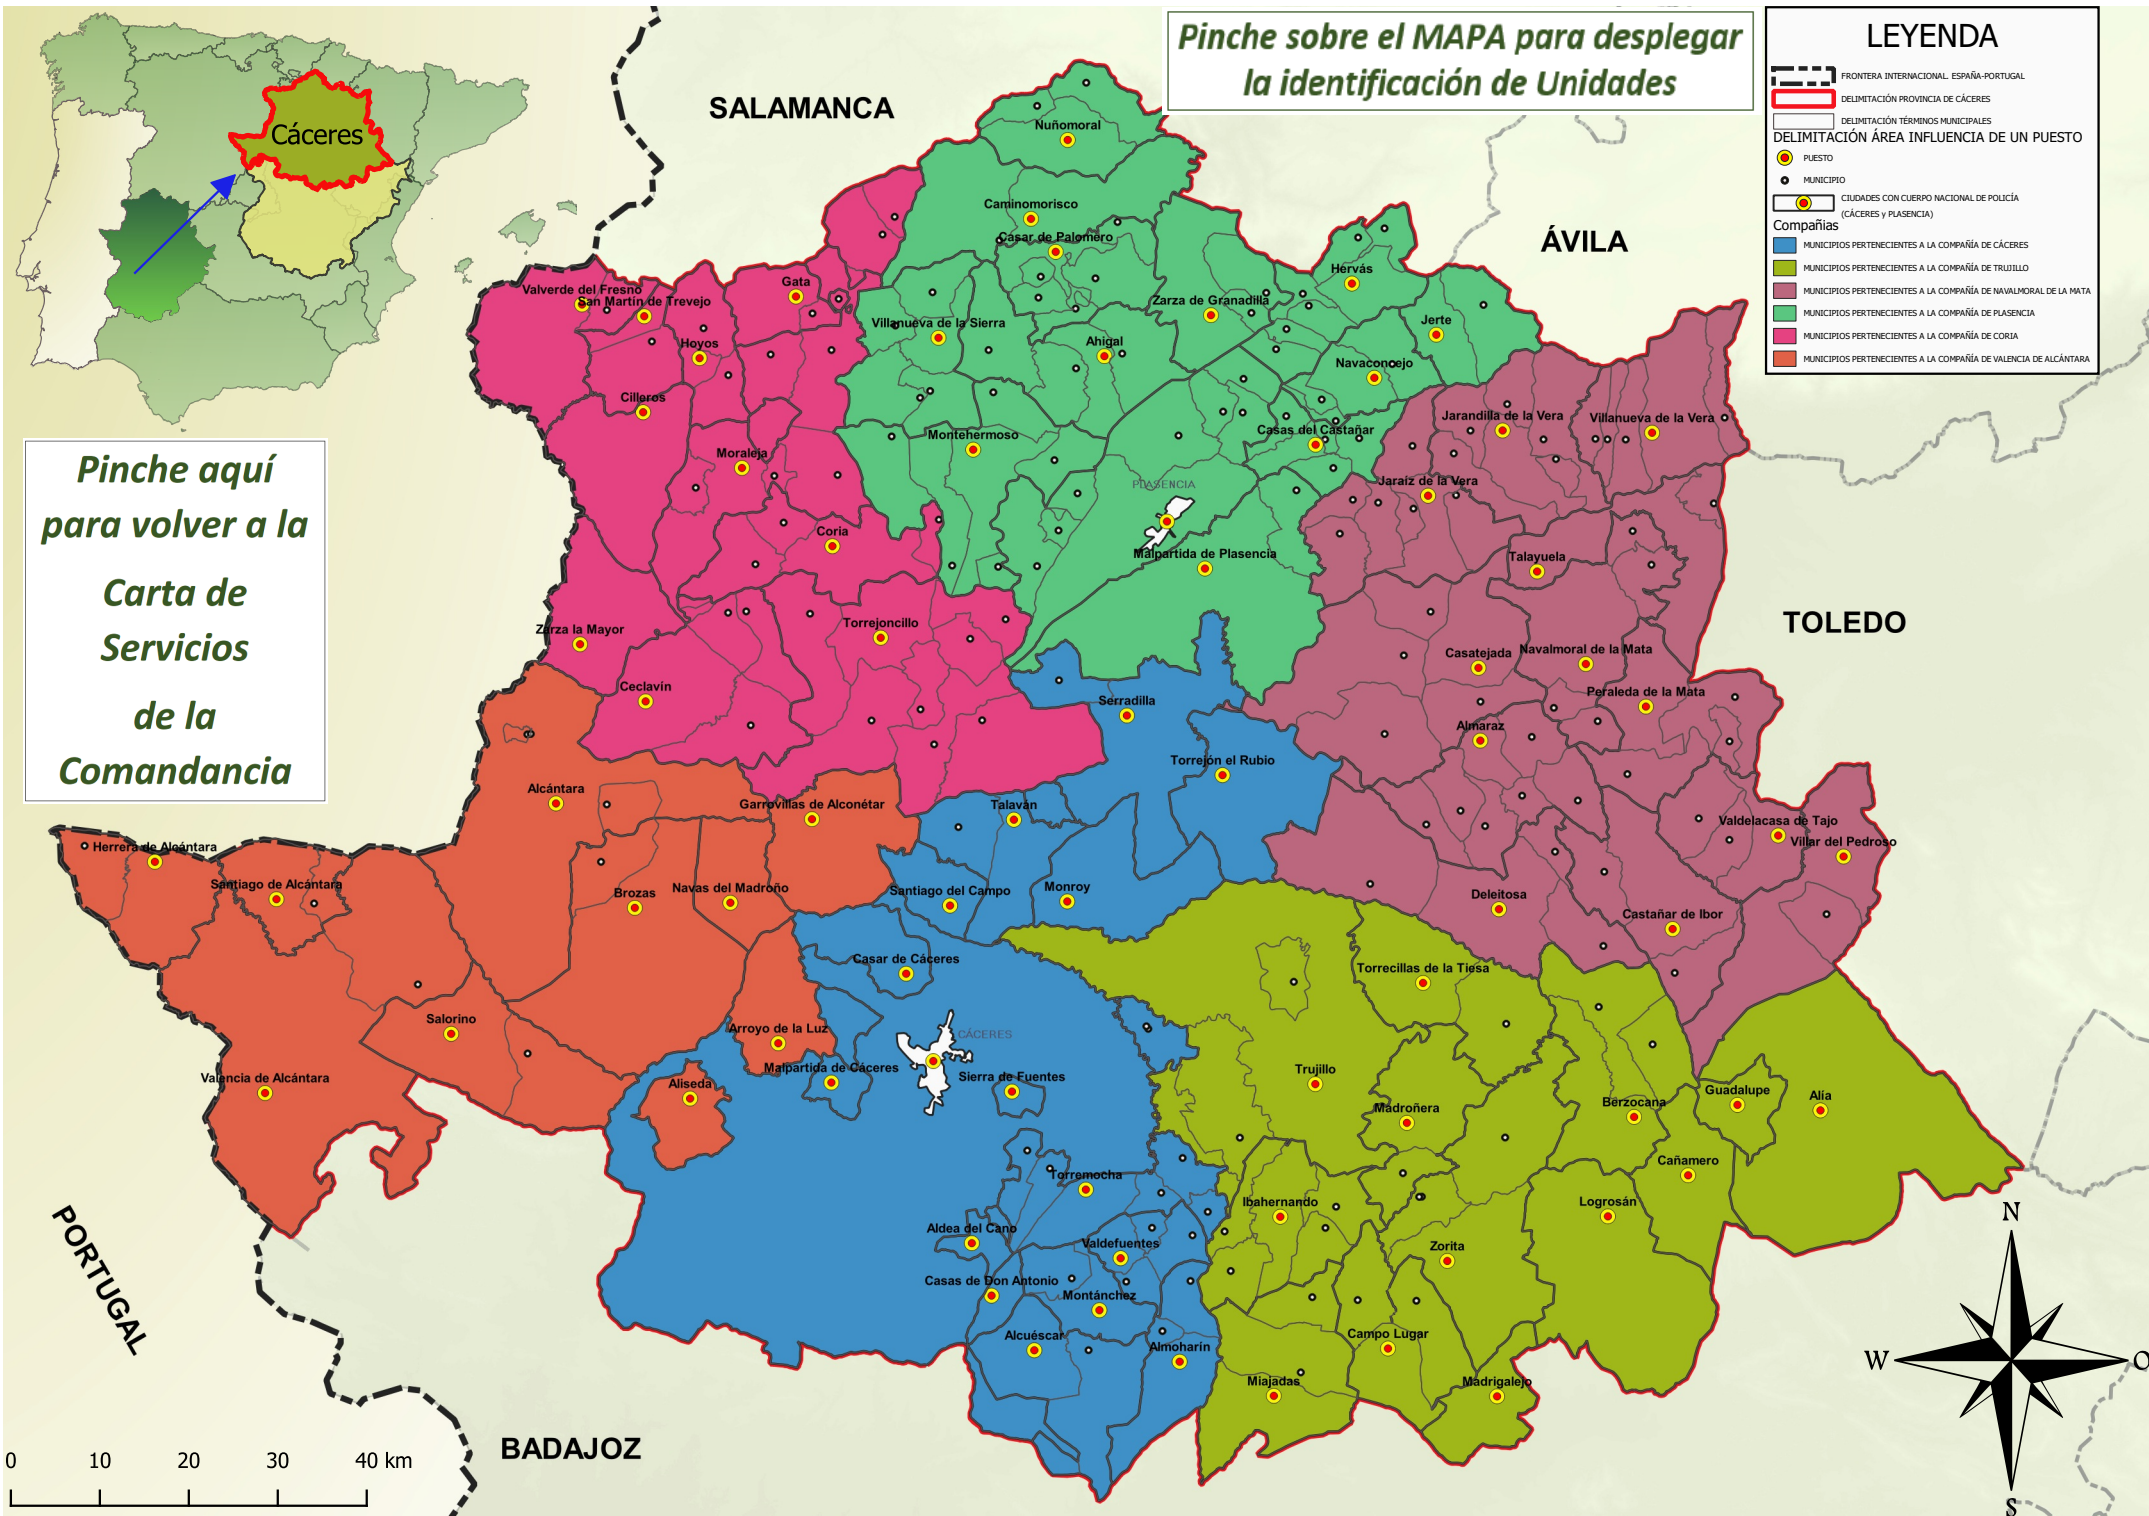 Pinche sobre el MAPA para desplegar
la identificación de Unidades
LEYENDA
FRONTERA INTERNACIONAL. ESPAÑA-PORTUGAL
DELIMITACIÓN PROVINCIA DE CÁCERES
DELIMITACIÓN TÉRMINOS MUNICIPALES
DELIMITACIÓN ÁREA INFLUENCIA DE UN PUESTO
PUESTO
MUNICIPIO
CIUDADES CON CUERPO NACIONAL DE POLICÍA
(CÁCERES y PLASENCIA)
Compañias
MUNICIPIOS PERTENECIENTES A LA COMPAÑÍA DE CÁCERES
MUNICIPIOS PERTENECIENTES A LA COMPAÑÍA DE TRUJILLO
MUNICIPIOS PERTENECIENTES A LA COMPAÑÍA DE NAVALMORAL DE LA MATA
MUNICIPIOS PERTENECIENTES A LA COMPAÑÍA DE PLASENCIA
MUNICIPIOS PERTENECIENTES A LA COMPAÑÍA DE CORIA
MUNICIPIOS PERTENECIENTES A LA COMPAÑÍA DE VALENCIA DE ALCÁNTARA
Cáceres
Pinche aquí
para volver a la
Carta de
Servicios
de la
Comandancia
SALAMANCA
ÁVILA
TOLEDO
BADAJOZ
PORTUGAL
Nuñomoral
Caminomorisco
Casar de Palomero
Hervás
Valverde del Fresno
San Martín de Trevejo
Gata
Zarza de Granadilla
Villanueva de la Sierra
Jerte
Hoyos
Ahigal
Navaconcejo
Cilleros
Jarandilla de la Vera
Villanueva de la Vera
Casas del Castañar
Montehermoso
Moraleja
PLASENCIA
Jaraíz de la Vera
Coria
Malpartida de Plasencia
Talayuela
Zarza la Mayor
Torrejoncillo
Casatejada
Navalmoral de la Mata
Ceclavín
Serradilla
Peraleda de la Mata
Almaraz
Torrejón el Rubio
Alcántara
Garrovillas de Alconétar
Talaván
Valdelacasa de Tajo
Villar del Pedroso
Herrera de Alcántara
Santiago de Alcántara
Brozas
Navas del Madroño
Santiago del Campo
Monroy
Deleitosa
Castañar de Ibor
Casar de Cáceres
Torrecillas de la Tiesa
Salorino
Arroyo de la Luz
CÁCERES
Malpartida de Cáceres
Sierra de Fuentes
Trujillo
Valencia de Alcántara
Aliseda
Madroñera
Berzocana
Guadalupe
Alía
Torremocha
Cañamero
Ibahernando
Logrosán
Aldea del Cano
Valdefuentes
Zorita
Casas de Don Antonio
Montánchez
Alcuéscar
Almoharín
Campo Lugar
Miajadas
Madrigalejo
N
W
O
S
0 10 20 30 40 km